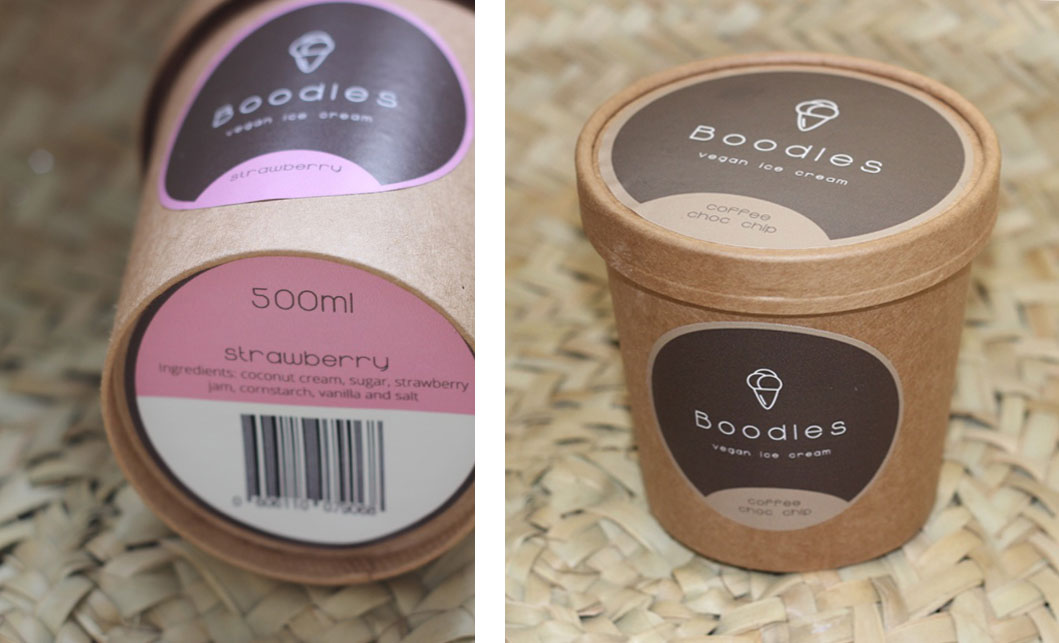 Boodles
vegan ice cream
strawberry
500ml
strawberry
Ingredients: coconut cream, sugar, strawberry
jam, cornstarch, vanilla and salt
Boodles
vegan ice cream
coffee
choc chip
Boodles
vegan ice cream
coffee
choc chip